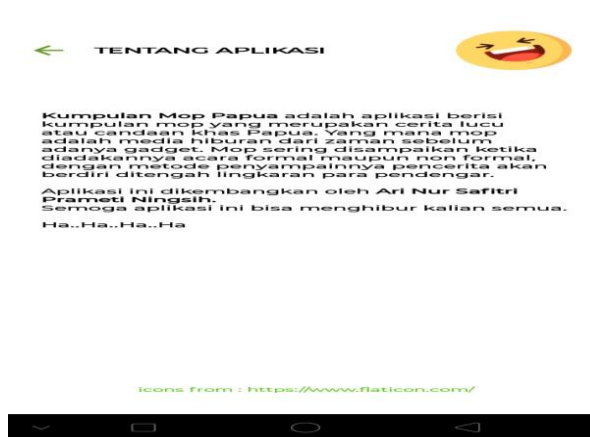 TENTANG APLIKASI
Kumpulan Mop Papua adalah aplikasi berisi
kumpulan mop yang merupakan cerita lucu
atau candaan khas Papua. Yang mana mop
adalah media hiburan dari zaman sebelum
adanya gadget. Mop sering disampaikan ketika
diadakannya acara formal maupun non formal,
dengan metode penyampainnya pencerita akan
berdiri ditengah lingkaran para pendengar.
Aplikasi ini dikembangkan oleh Ari Nur Safitri
Prameti Ningsih.
Semoga aplikasi ini bisa menghibur kalian semua.
Ha..Ha..Ha..Ha
icons from : https://www.flaticon.com/